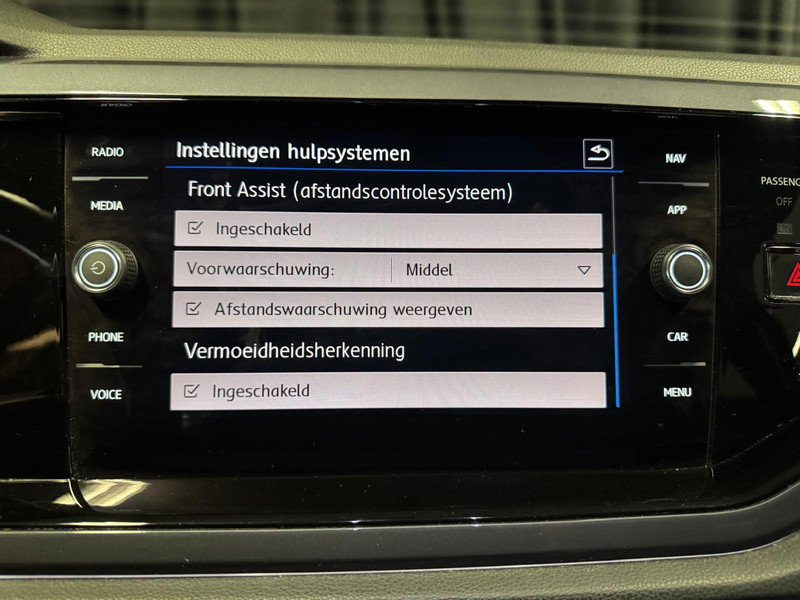 RADIO
MEDIA
PHONE
VOICE
Instellingen hulpsystemen
Front Assist (afstandscontrolesysteem)
Ingeschakeld
Voorwaarschuwing: Middel
Afstandswaarschuwing weergeven
Vermoeidheidsherkenning
Ingeschakeld
NAV
APP
CAR
MENU
OFF